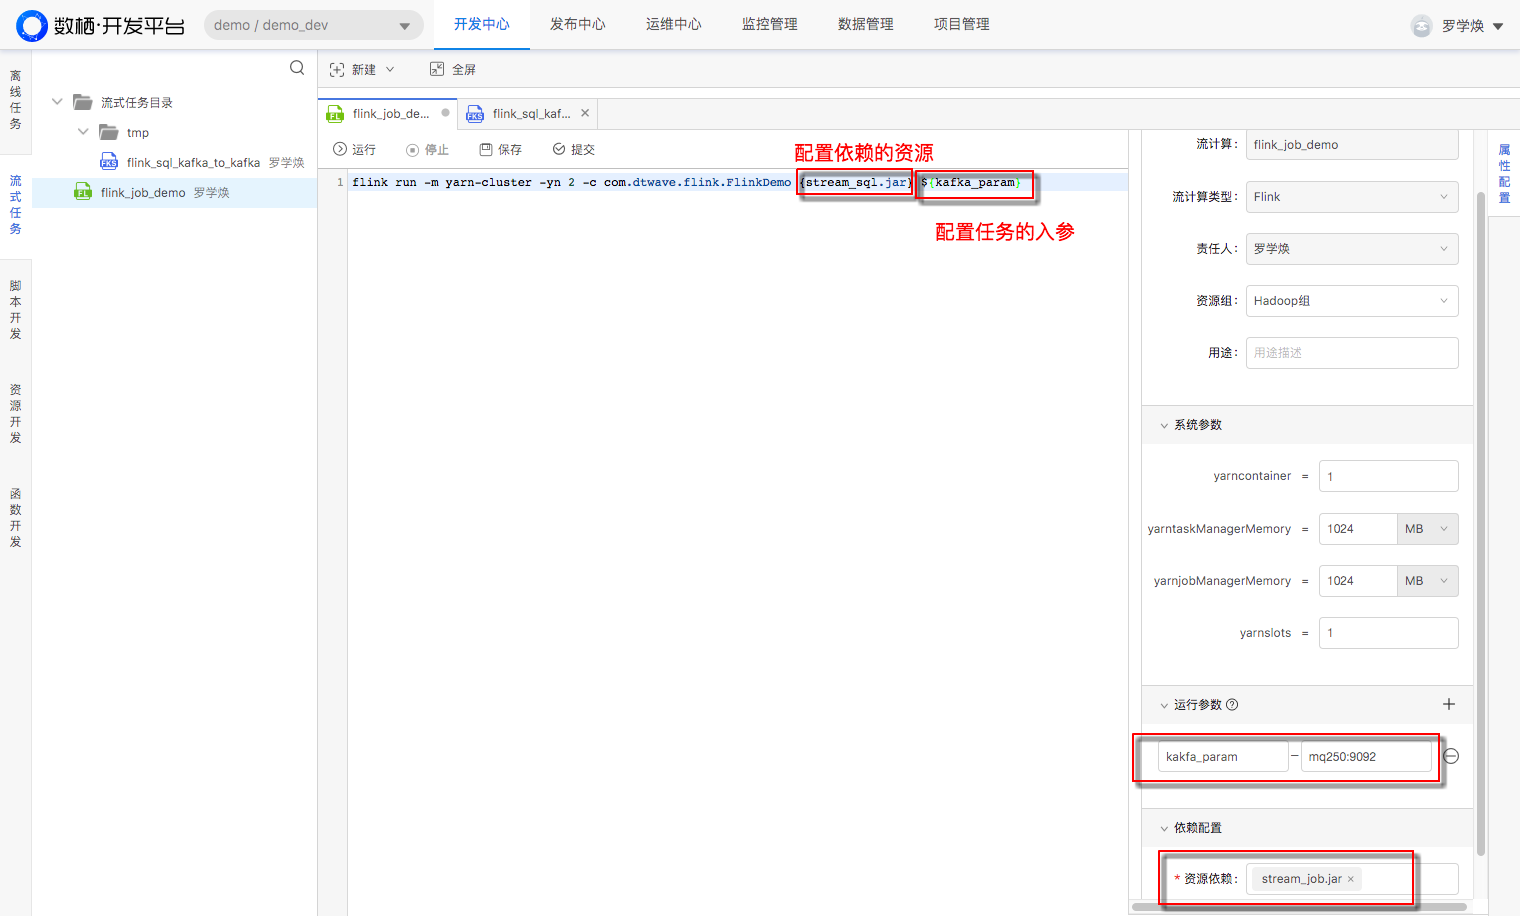 数栖·开发平台
demo / demo_dev
开发中心
发布中心
运维中心
监控管理
数据管理
项目管理
罗学焕
离线任务
流式任务
脚本开发
资源开发
函数开发
流式任务目录
tmp
FKS flink_sql_kafka_to_kafka 罗学焕
FL flink_job_demo 罗学焕
新建
全屏
FL flink_job_de...
FKS flink_sql_kaf...
运行
停止
保存
提交
配置依赖的资源
1 flink run -m yarn-cluster -yn 2 -c com.dtwave.flink.FlinkDemo {stream_sql.jar} ${kafka_param}
配置任务的入参
流计算: flink_job_demo
流计算类型: Flink
责任人: 罗学焕
资源组: Hadoop组
用途: 用途描述
系统参数
yarncontainer = 1
yarntaskManagerMemory = 1024 MB
yarnjobManagerMemory = 1024 MB
yarnslots = 1
运行参数
kakfa_param – mq250:9092
依赖配置
* 资源依赖: stream_job.jar ×
属性配置